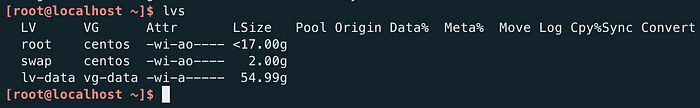 [root@localhost ~]$ lvs
  LV      VG      Attr       LSize   Pool Origin Data%  Meta%  Move Log Cpy%Sync Convert
  root    centos  -wi-ao---- <17.00g
  swap    centos  -wi-ao----   2.00g
  lv-data vg-data -wi-a-----  54.99g
[root@localhost ~]$